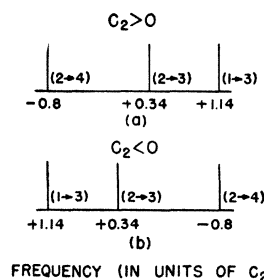 C₂>0
(2→4) (2→3) (1→3)
−0.8 +0.34 +1.14
(a)
C₂<0
(1→3) (2→3) (2→4)
+1.14 +0.34 −0.8
(b)
FREQUENCY (IN UNITS OF C₂